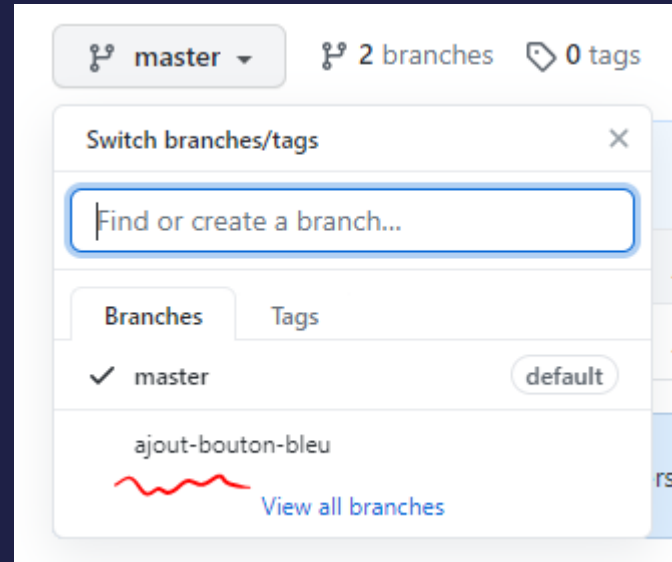 master 2 branches 0 tags
Switch branches/tags
Find or create a branch...
Branches Tags
master default
ajout-bouton-bleu
View all branches
rs